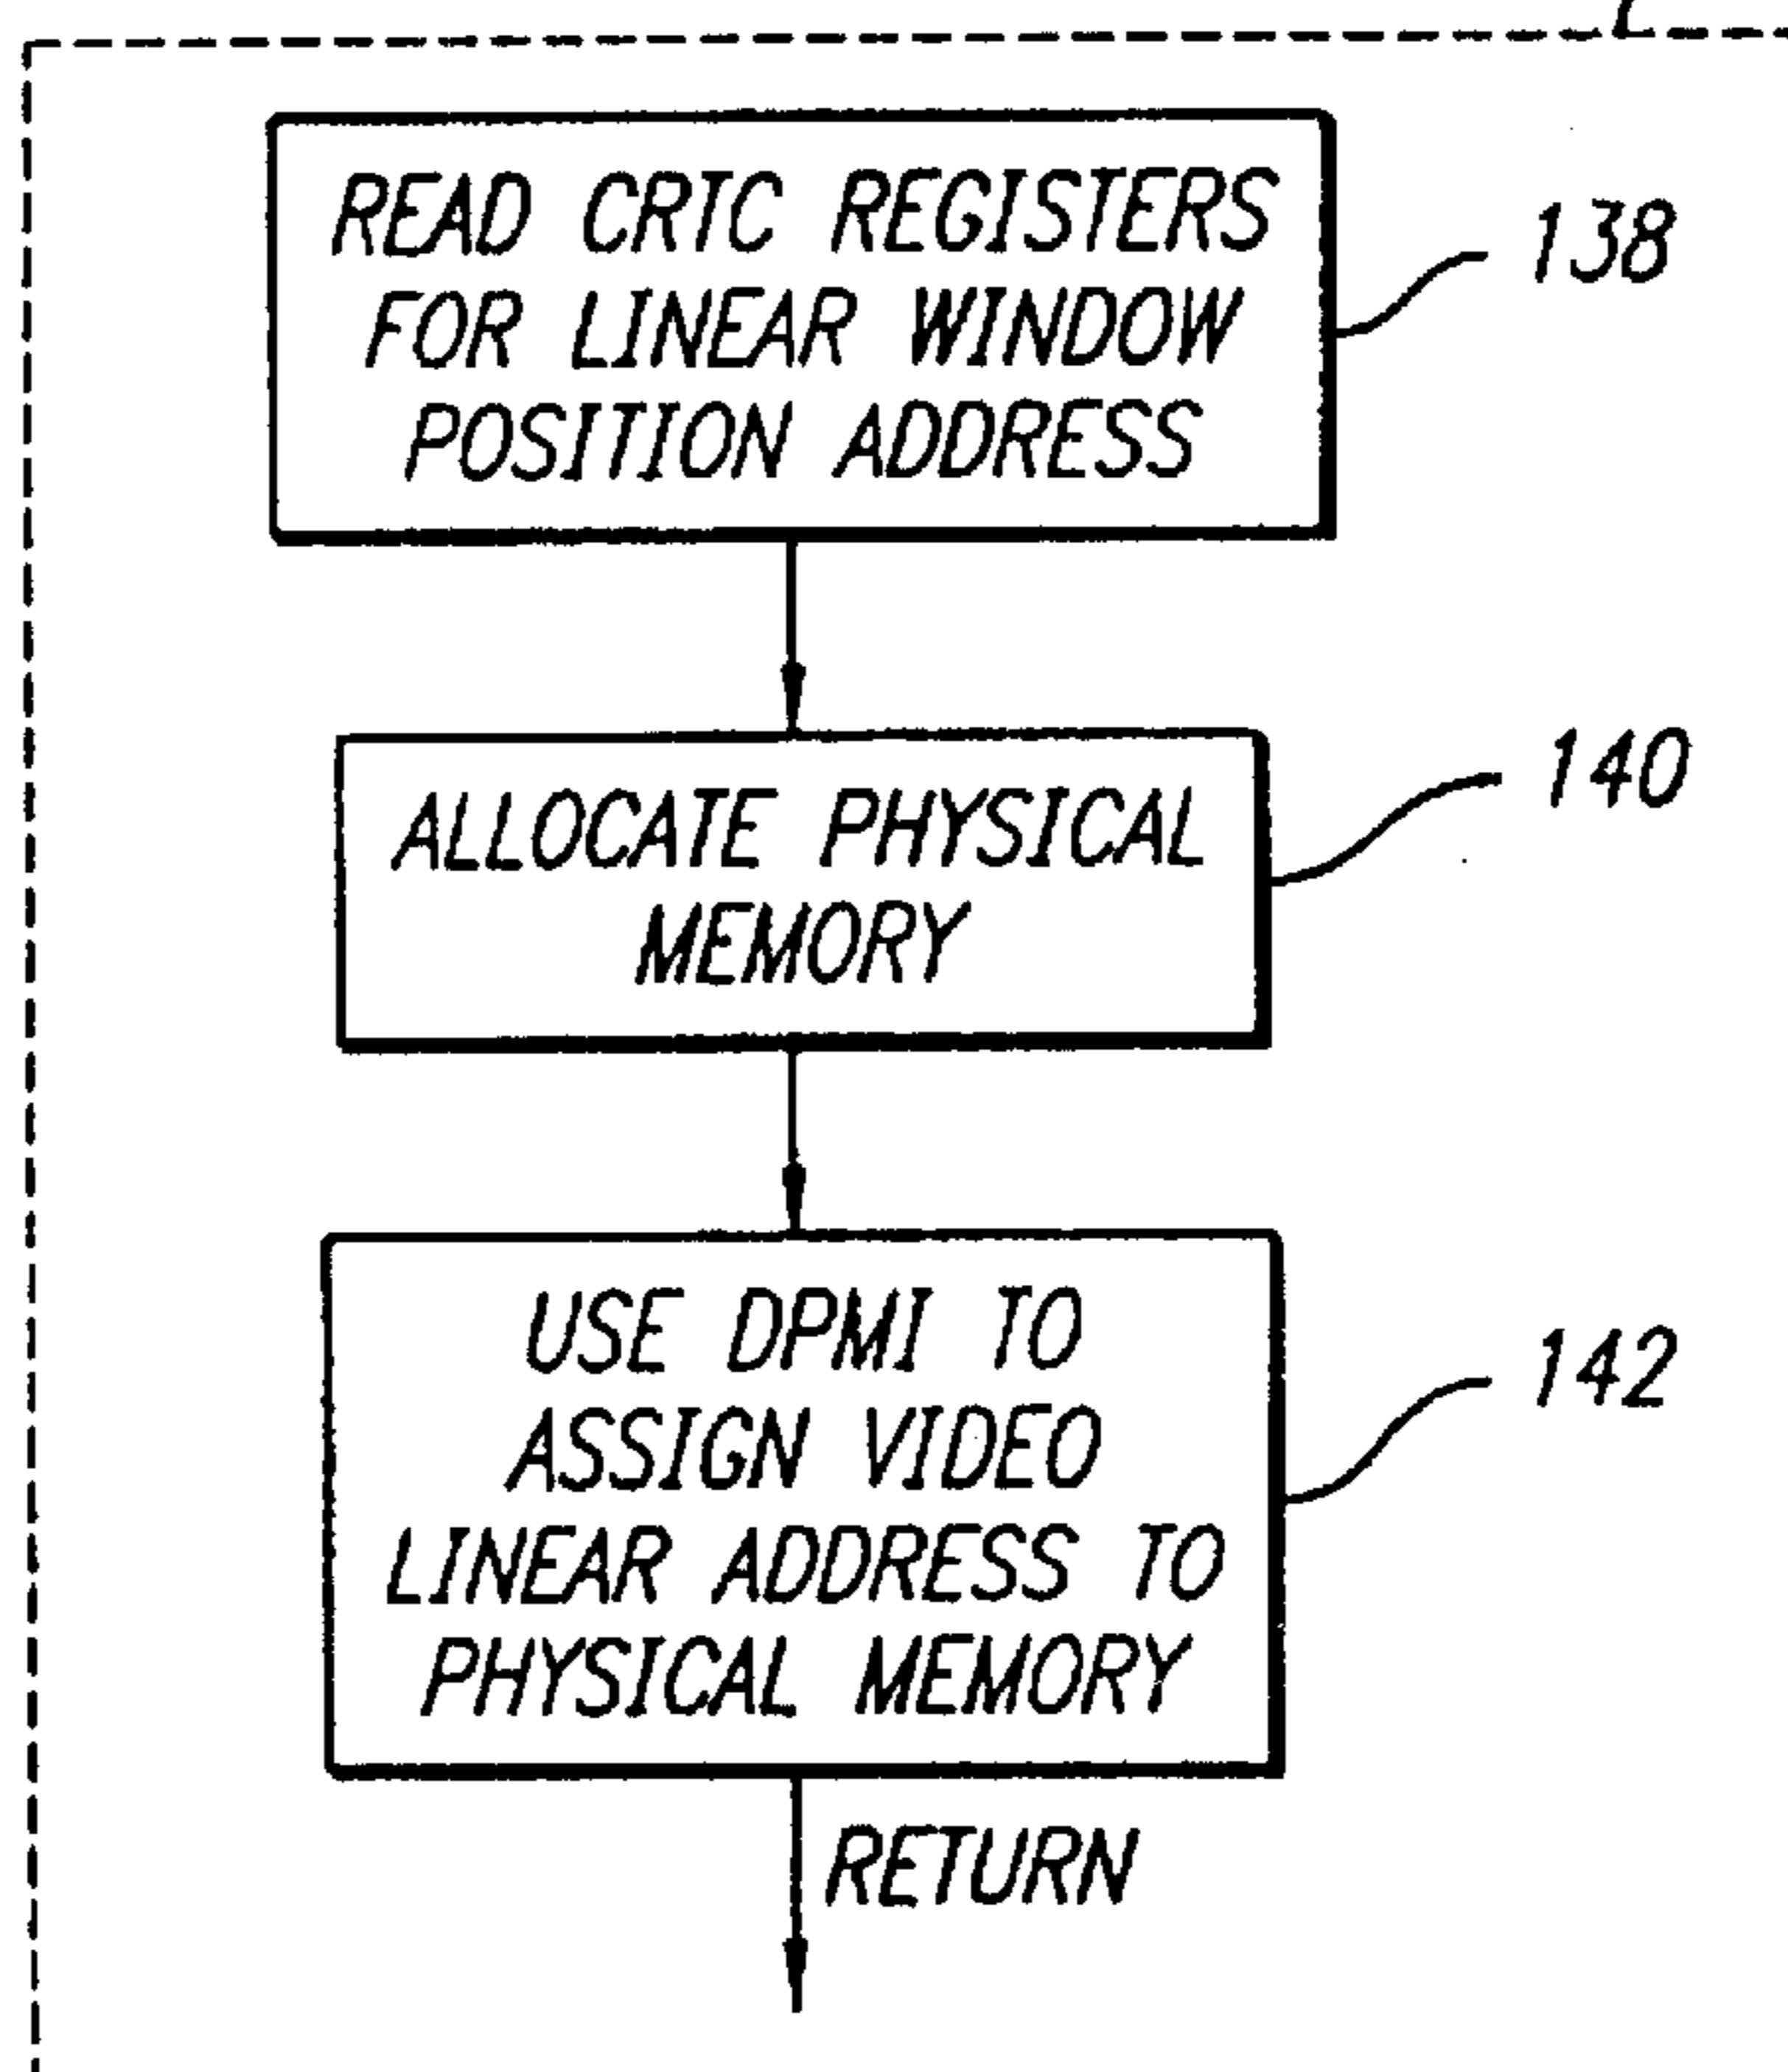 READ CRTC REGISTERS
FOR LINEAR WINDOW
POSITION ADDRESS
138
ALLOCATE PHYSICAL
MEMORY
140
USE DPMI TO
ASSIGN VIDEO
LINEAR ADDRESS TO
PHYSICAL MEMORY
142
RETURN